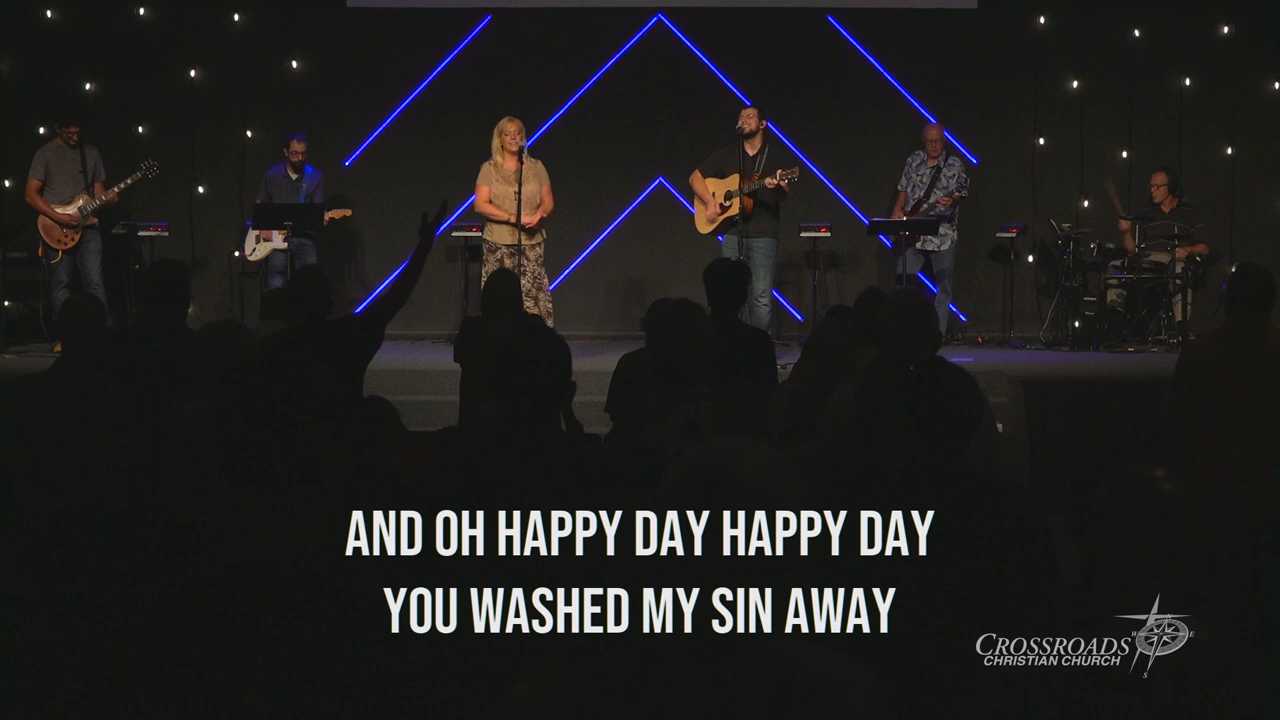 AND OH HAPPY DAY HAPPY DAY
YOU WASHED MY SIN AWAY
CROSSROADS
CHRISTIAN CHURCH
W
E
S